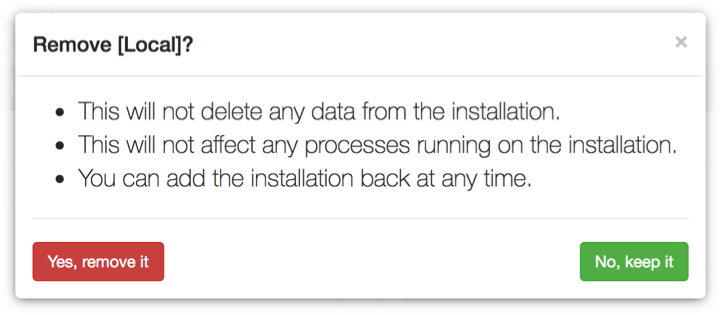 Remove [Local]?
×
• This will not delete any data from the installation.
• This will not affect any processes running on the installation.
• You can add the installation back at any time.
Yes, remove it
No, keep it